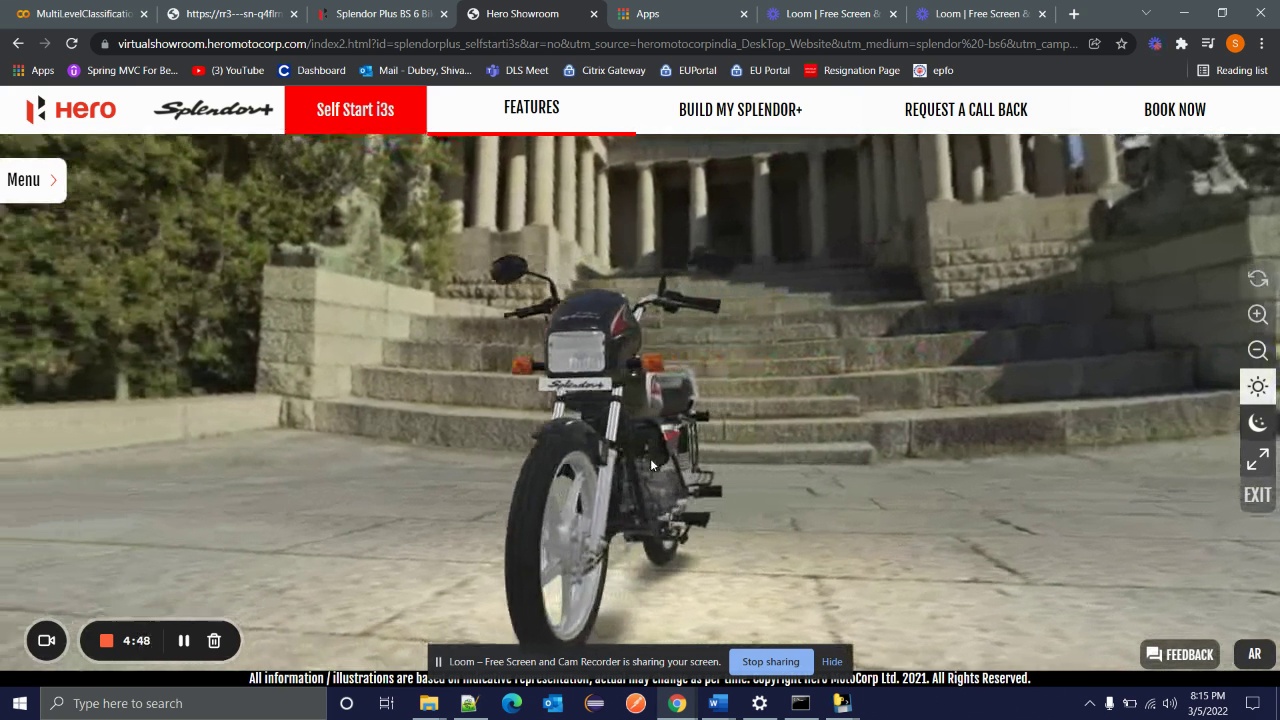 MultiLevelClassificatio
https://rr3---sn-q4flrn
Splendor Plus BS 6 Bik
Hero Showroom
Apps
Loom | Free Screen &
Loom | Free Screen &
virtualshowroom.heromotocorp.com/index2.html?id=splendorplus_selfstarti3s&at=no&utm_source=heromotocorpindia_DeskTop_Website&utm_medium=splendor%20-bs6&utm_camp...
S
Apps
Spring MVC For Be...
(3) YouTube
Dashboard
Mail - Dubey, Shiva...
DLS Meet
Citrix Gateway
EUPortal
EU Portal
Resignation Page
epfo
Reading list
Hero
Splendor+
Self Start i3s
FEATURES
BUILD MY SPLENDOR+
REQUEST A CALL BACK
BOOK NOW
Menu
Splendor+
EXIT
4:48
Loom – Free Screen and Cam Recorder is sharing your screen.
Stop sharing
Hide
FEEDBACK
AR
All information / illustrations are based on indicative representation, actual may change as per time. Copyright Hero MotoCorp Ltd. 2021. All Rights Reserved.
Type here to search
8:15 PM
3/5/2022